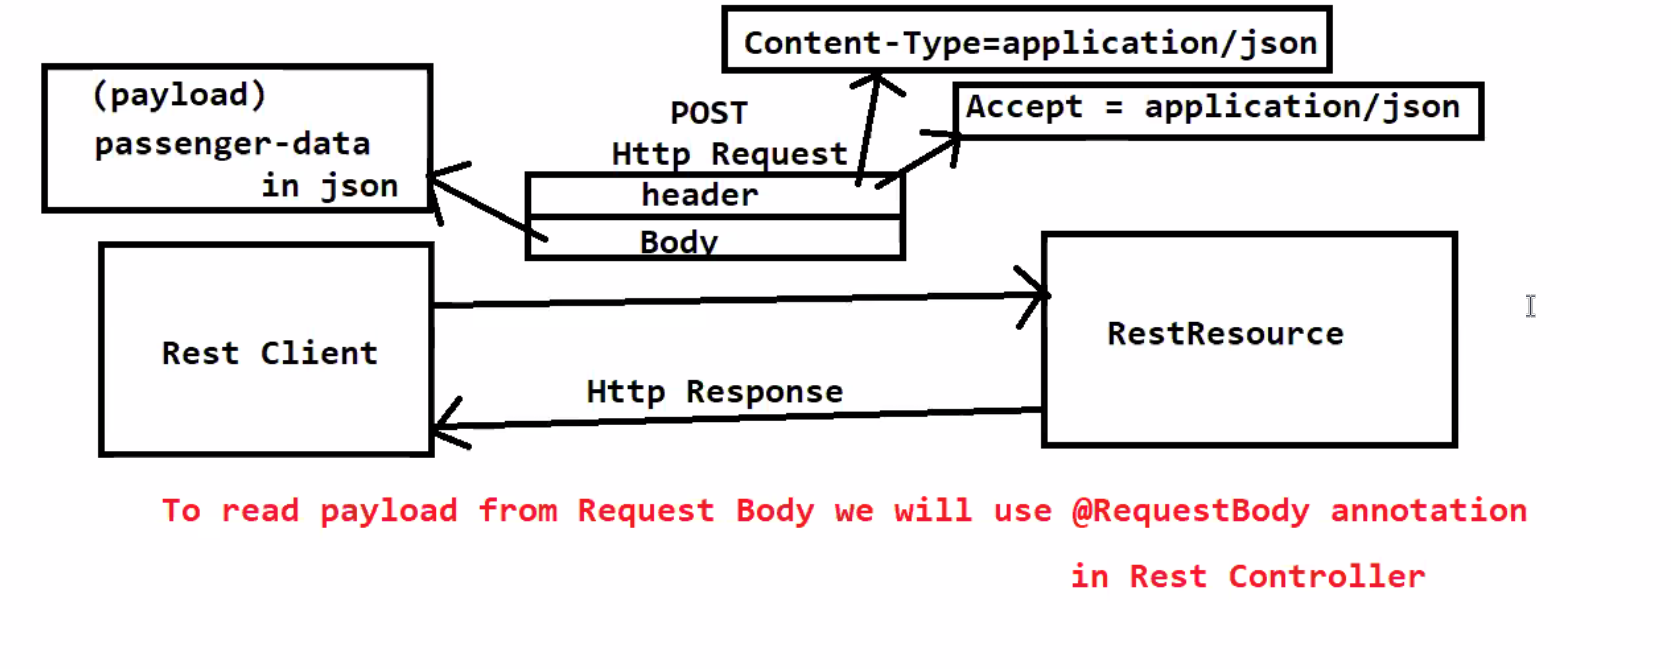 Content-Type=application/json
(payload)
passenger-data
in json
POST
Http Request
Accept = application/json
header
Body
Rest Client
RestResource
Http Response
To read payload from Request Body we will use @RequestBody annotation
in Rest Controller